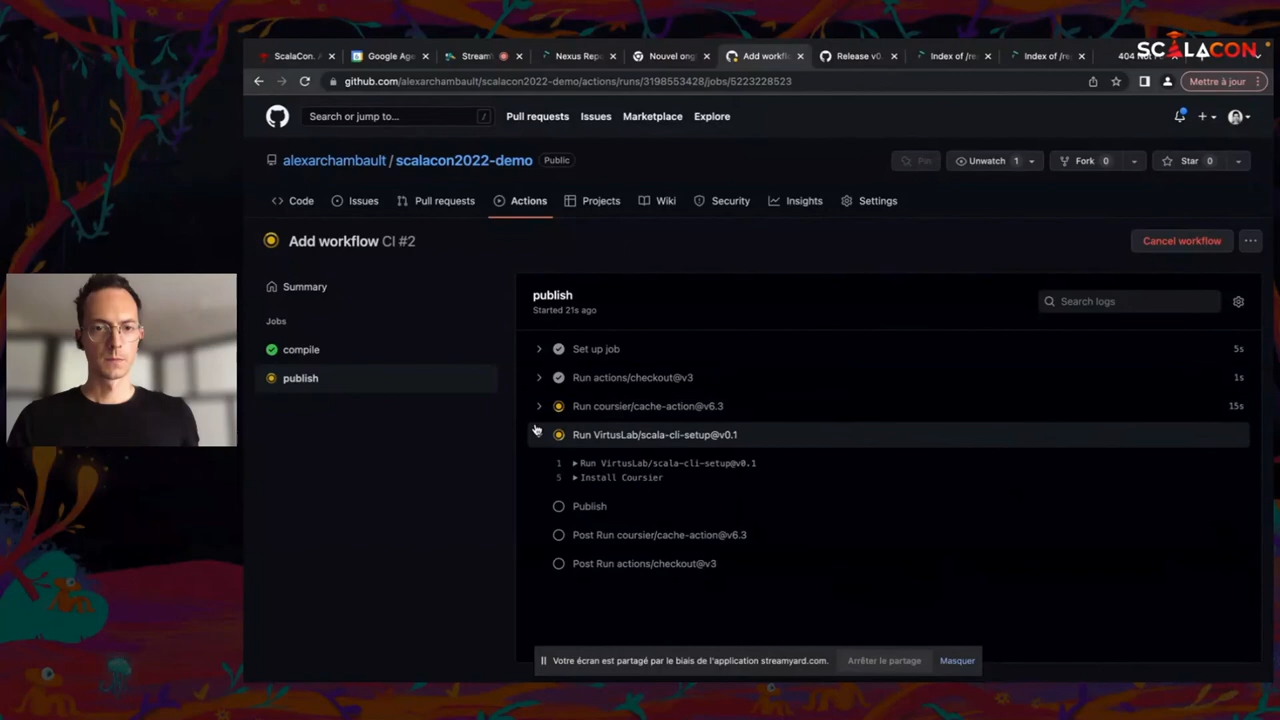 SCALACON
ScalaCon. A
Google Age
Stream
Nexus Repo
Nouvel ong
Add workfl
Release v0.
Index of /re
Index of /re
404 No
github.com/alexarchambault/scalacon2022-demo/actions/runs/3198553428/jobs/5223228523
Mettre à jour
Search or jump to...
/
Pull requests
Issues
Marketplace
Explore
alexarchambault / scalacon2022-demo
Public
Pin
Unwatch 1
Fork 0
Star 0
Code
Issues
Pull requests
Actions
Projects
Wiki
Security
Insights
Settings
Add workflow CI #2
Cancel workflow
Summary
Jobs
compile
publish
publish
Started 21s ago
Search logs
Set up job 5s
Run actions/checkout@v3 1s
Run coursier/cache-action@v6.3 15s
Run VirtusLab/scala-cli-setup@v0.1
1 Run VirtusLab/scala-cli-setup@v0.1
5 Install Coursier
Publish
Post Run coursier/cache-action@v6.3
Post Run actions/checkout@v3
Votre écran est partagé par le biais de l'application streamyard.com.
Arrêter le partage
Masquer